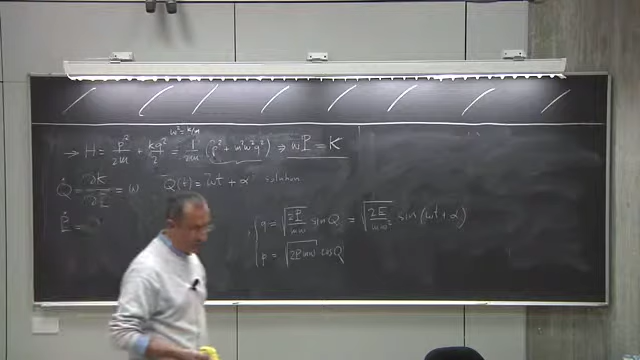 ω² = k/m
→ H = p²/2m + kq²/2 = 1/2m (p² + m²ω²q²) ⇒ ωP = K
Q̇ = ∂K/∂P = ω    Q(t) = ωt + α    solution
Ṗ =
q = √(2P/mω) sin Q = √(2E/mω²) sin(ωt + α)
p = √(2Pmω) cos Q